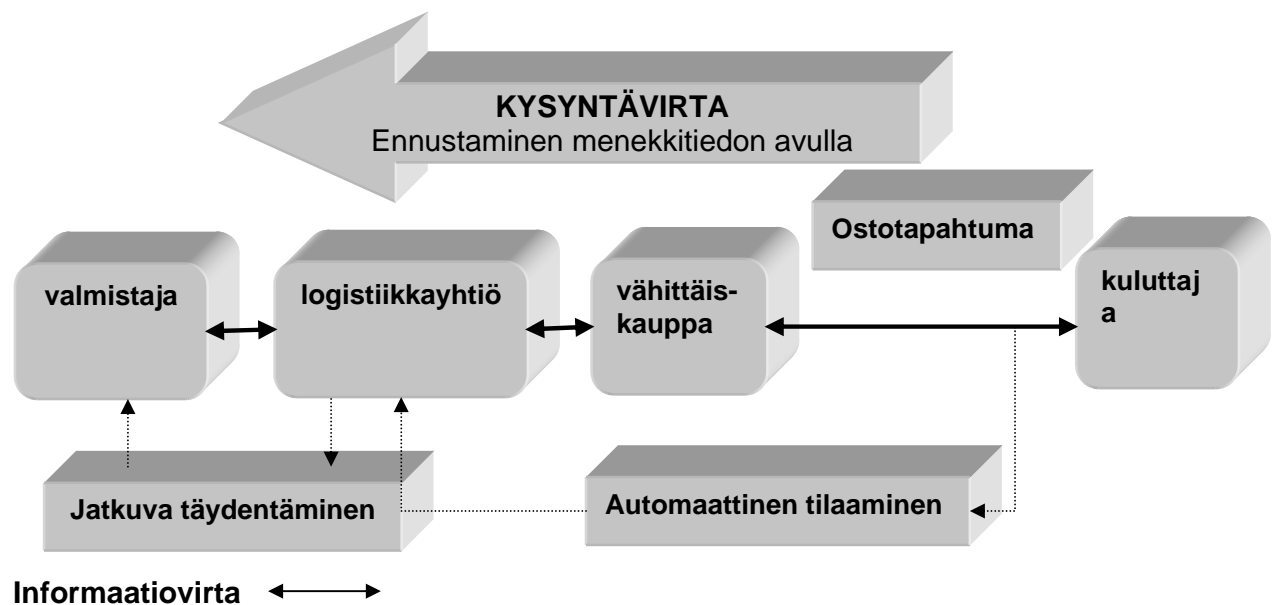 KYSYNTÄVIRTA
Ennustaminen menekkitiedon avulla
Ostotapahtuma
valmistaja
logistiikkayhtiö
vähittäis-
kauppa
kuluttaj
a
Jatkuva täydentäminen
Automaattinen tilaaminen
Informaatiovirta